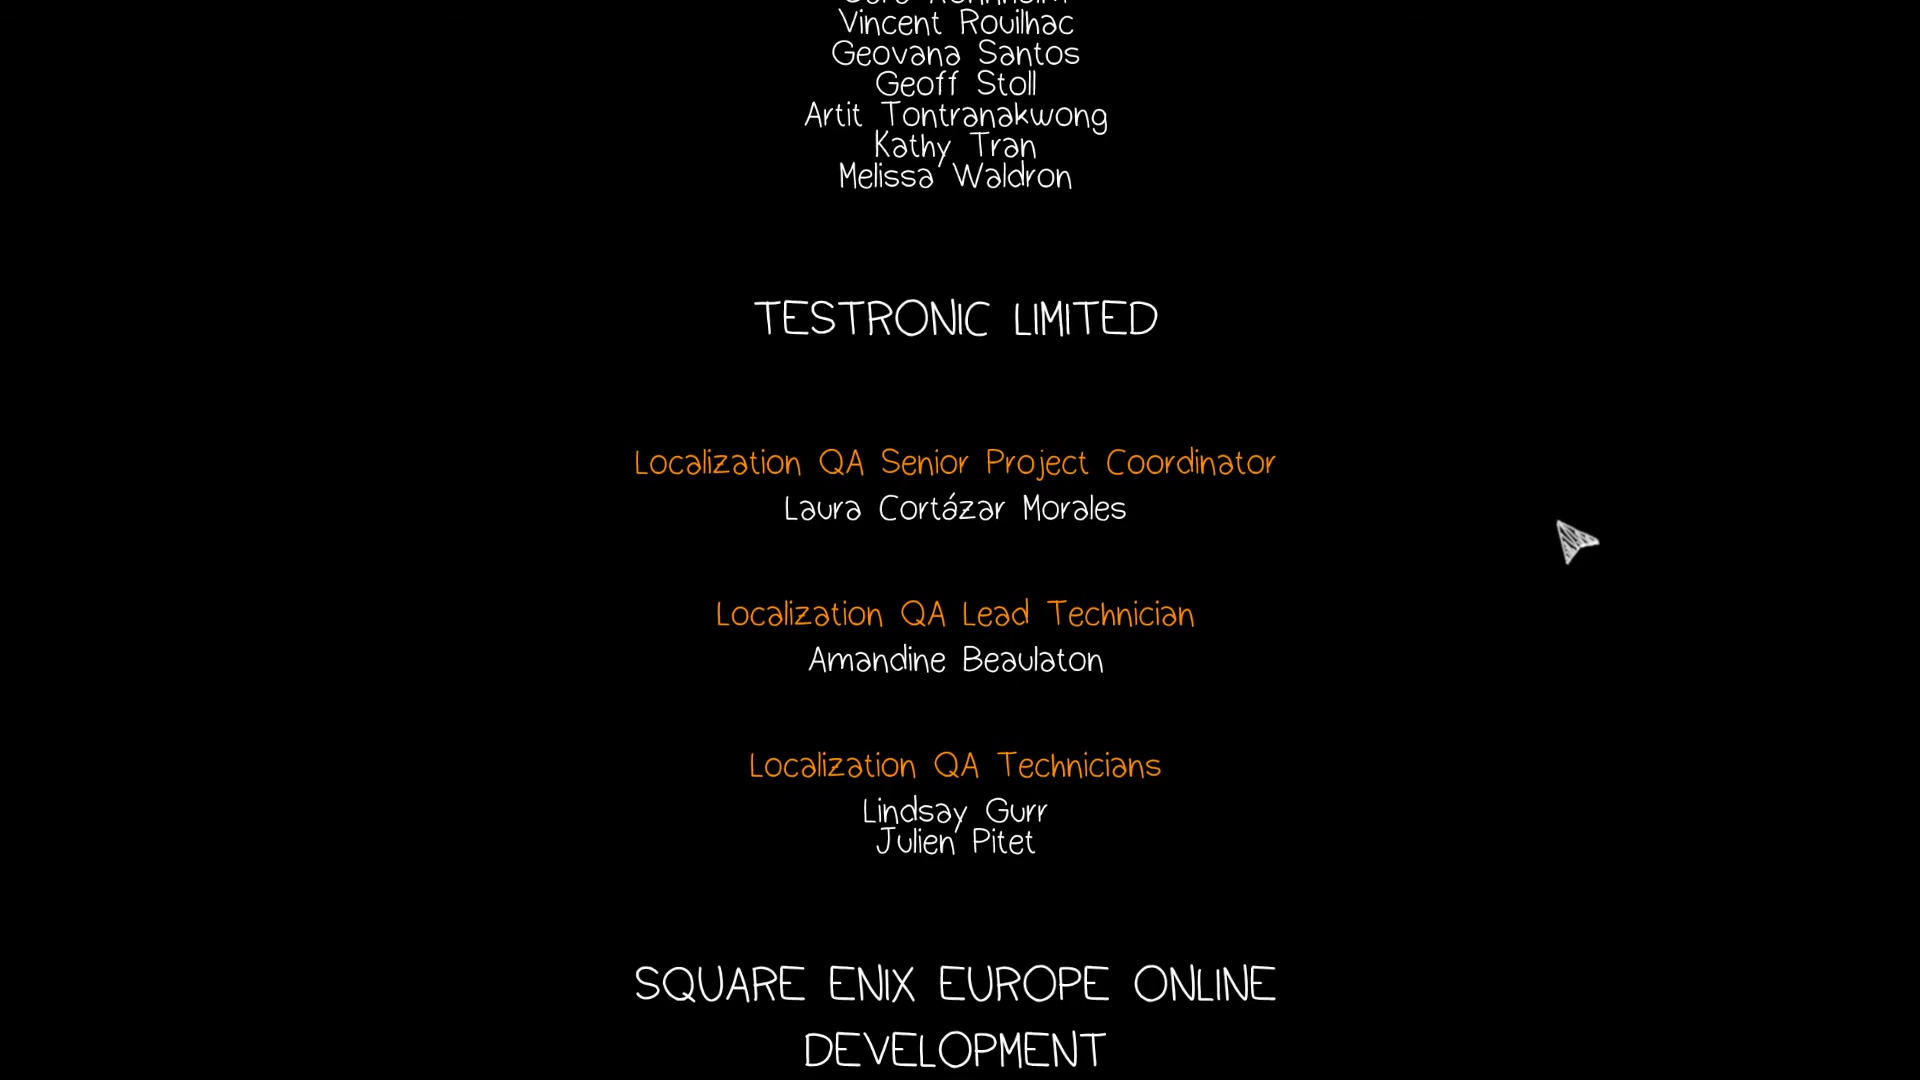 Vincent Rouilhac
Geovana Santos
Geoff Stoll
Artit Tontranakwong
Kathy Tran
Melissa Waldron
TESTRONIC LIMITED
Localization QA Senior Project Coordinator
Laura Cortázar Morales
Localization QA Lead Technician
Amandine Beaulaton
Localization QA Technicians
Lindsay Gurr
Julien Pitet
SQUARE ENIX EUROPE ONLINE
DEVELOPMENT